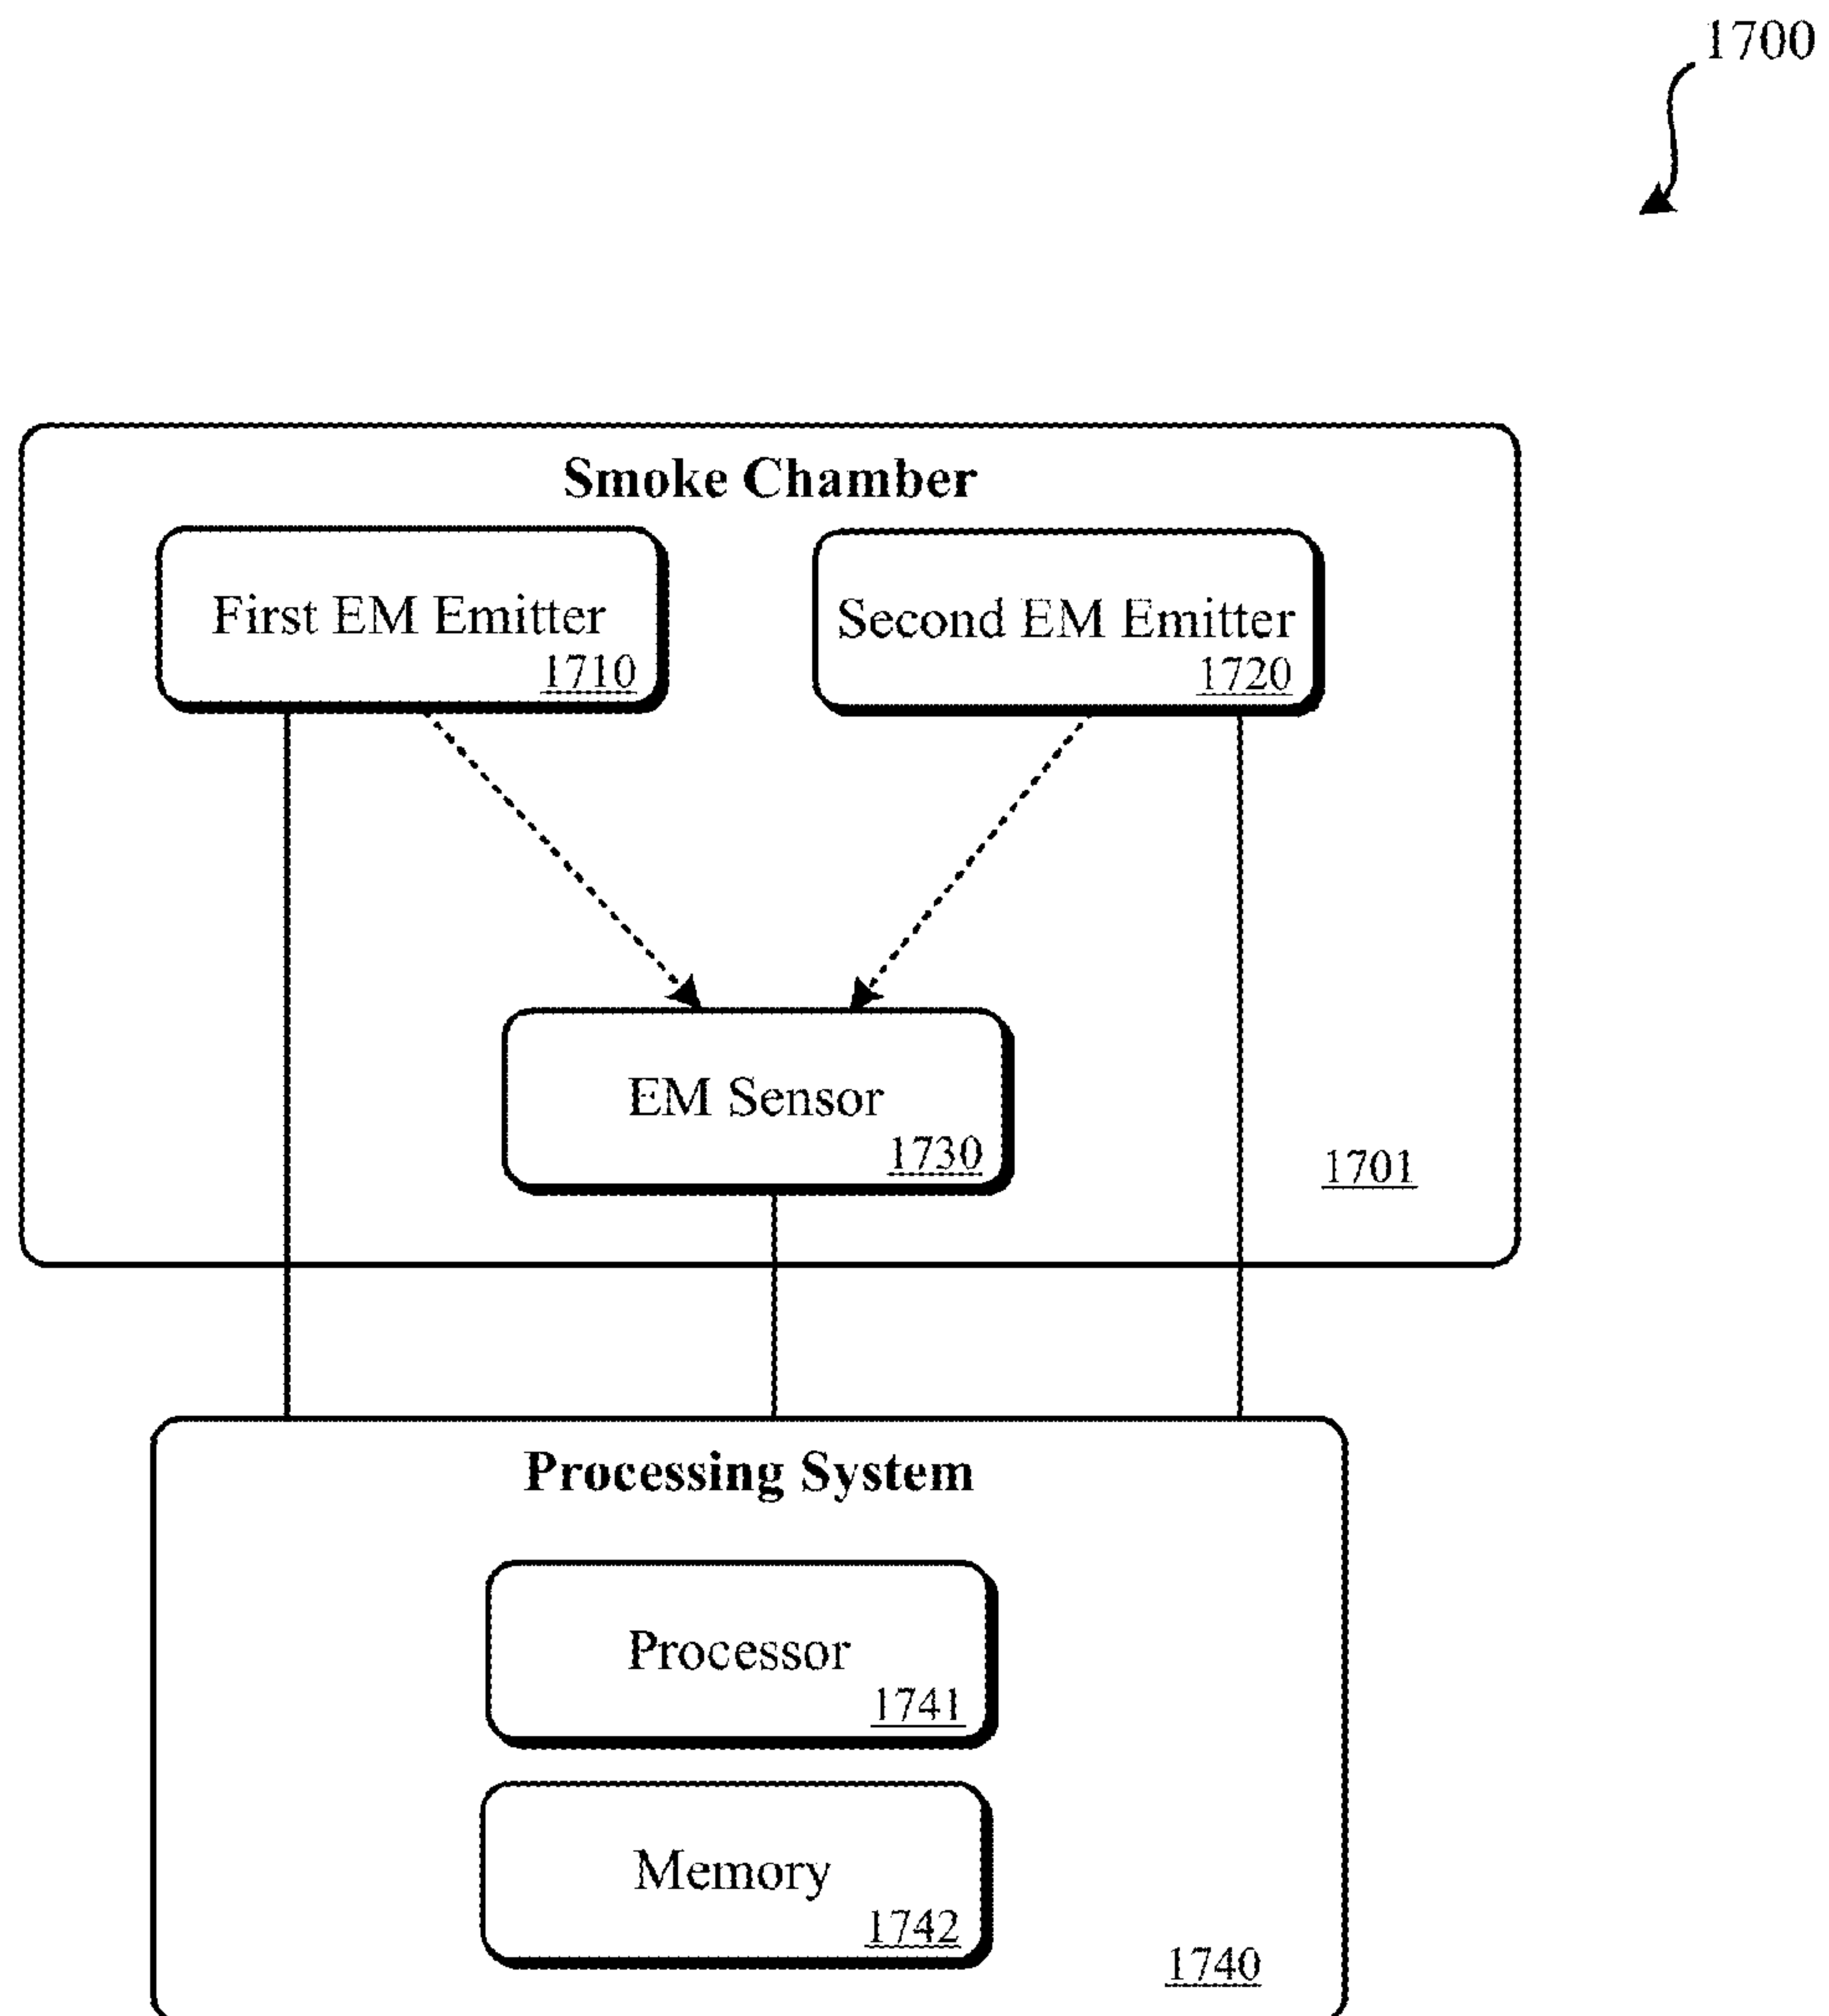 1700
Smoke Chamber
First EM Emitter
1710
Second EM Emitter
1720
EM Sensor
1730
1701
Processing System
Processor
1741
Memory
1742
1740